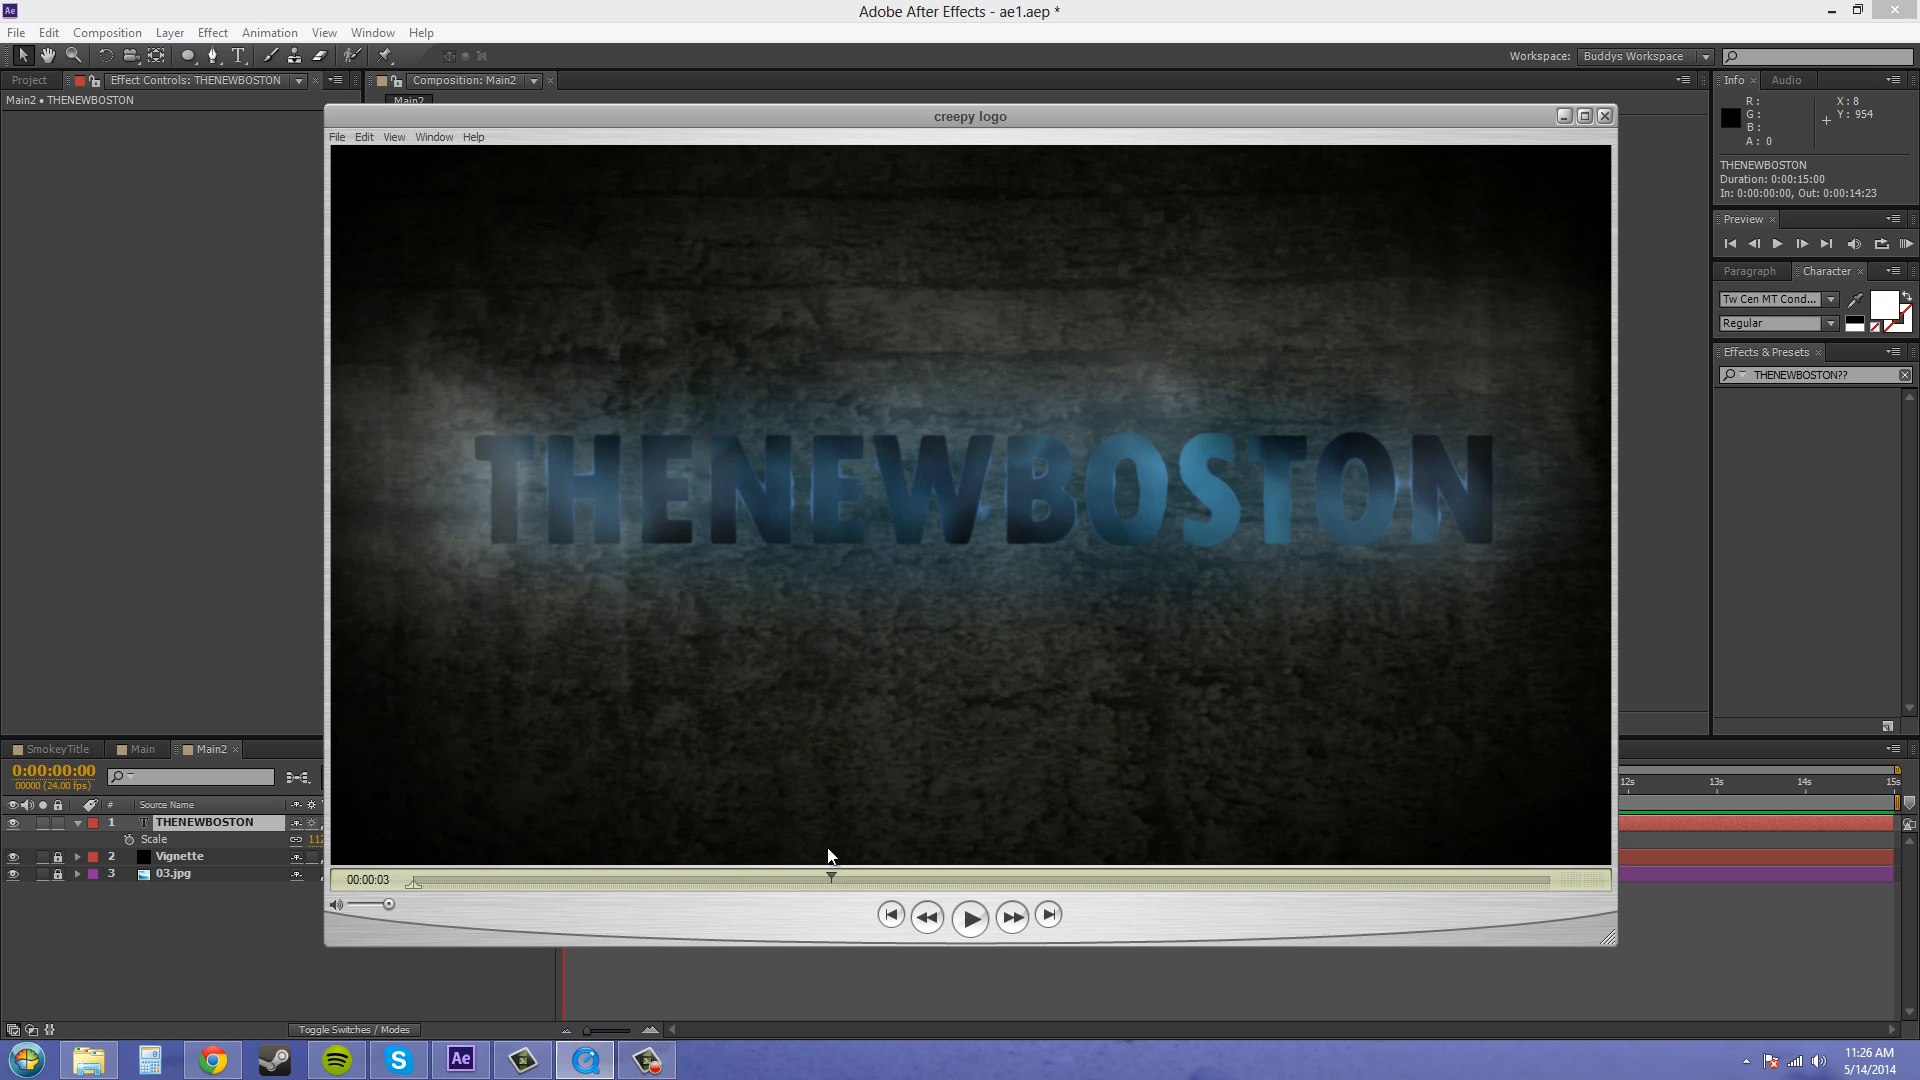 Ae
Adobe After Effects - ae1.aep *
File Edit Composition Layer Effect Animation View Window Help
Workspace: Buddys Workspace
Project Effect Controls: THENEWBOSTON Composition: Main2 Info Audio
Main2 • THENEWBOSTON
Main2
R :
G :
B :
A : 0
X : 8
Y : 954
THENEWBOSTON
Duration: 0:00:15:00
In: 0:00:00:00, Out: 0:00:14:23
creepy logo
File Edit View Window Help
THENEWBOSTON
00:00:03
Preview
Paragraph Character
Tw Cen MT Cond...
Regular
Effects & Presets
THENEWBOSTON??
SmokeyTitle Main Main2
0:00:00:00
00000 (24.00 fps)
# Source Name
1 T THENEWBOSTON
Scale
2 Vignette
3 03.jpg
12s 13s 14s 15s
Toggle Switches / Modes
Ae
11:26 AM
5/14/2014